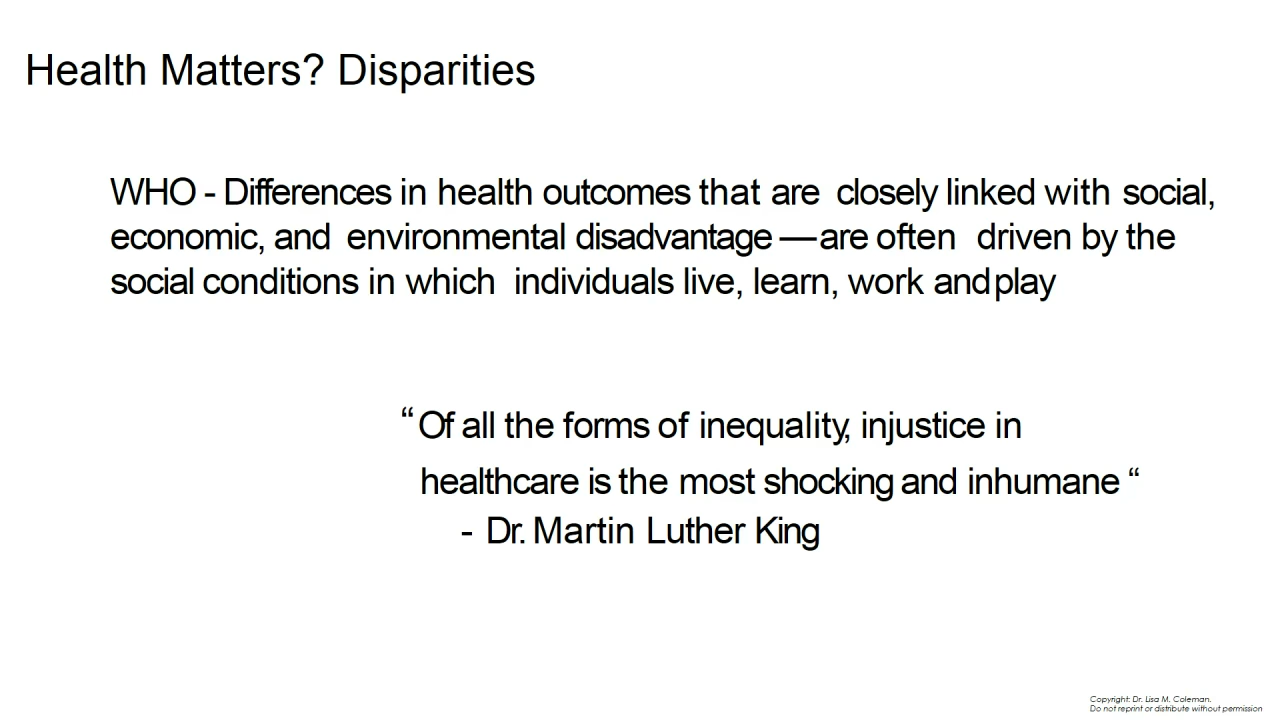 Health Matters? Disparities
WHO - Differences in health outcomes that are closely linked with social,
economic, and environmental disadvantage —are often driven by the
social conditions in which individuals live, learn, work and play
“Of all the forms of inequality, injustice in
healthcare is the most shocking and inhumane “
- Dr. Martin Luther King
Copyright: Dr. Lisa M. Coleman.
Do not reprint or distribute without permission